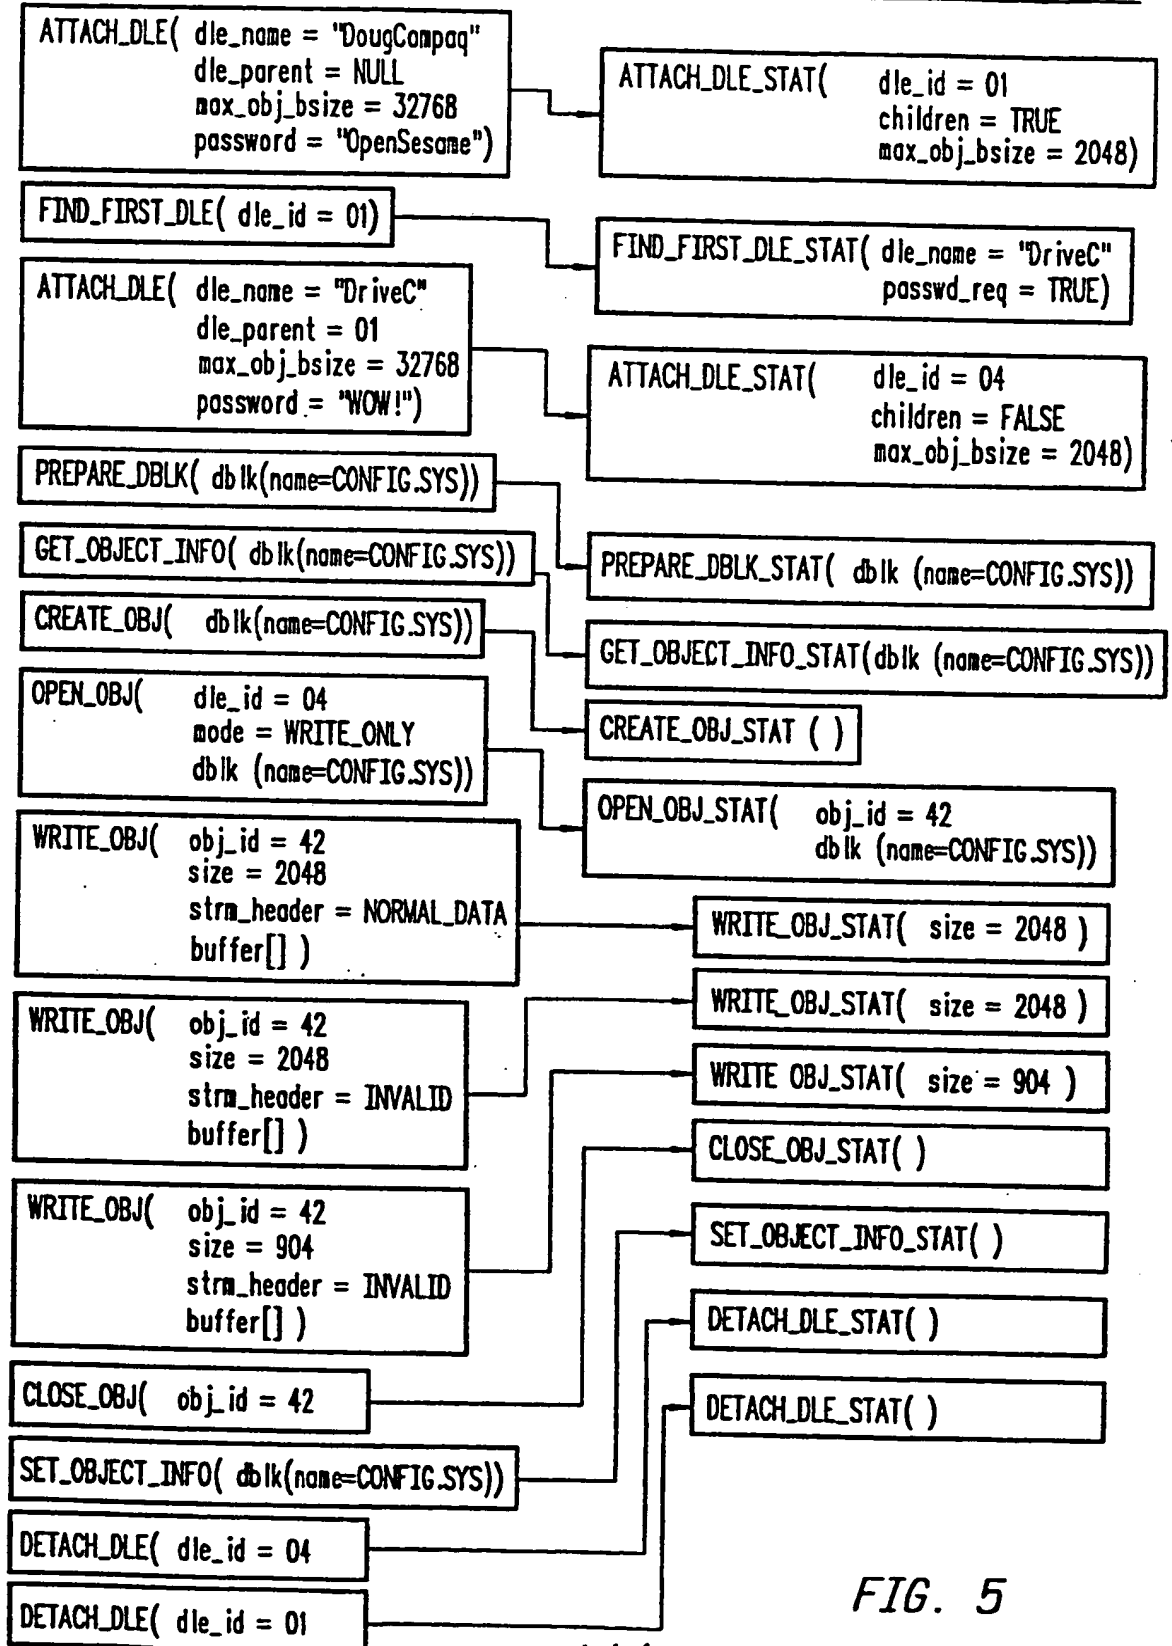 ATTACH_DLE( dle_name = "DougCompaq"
dle_parent = NULL
max_obj_bsize = 32768
password = "OpenSesame")
ATTACH_DLE_STAT( dle_id = 01
children = TRUE
max_obj_bsize = 2048)
FIND_FIRST_DLE( dle_id = 01)
FIND_FIRST_DLE_STAT( dle_name = "DriveC"
passwd_req = TRUE)
ATTACH_DLE( dle_name = "DriveC"
dle_parent = 01
max_obj_bsize = 32768
password = "WOW!")
ATTACH_DLE_STAT( dle_id = 04
children = FALSE
max_obj_bsize = 2048)
PREPARE_DBLK( dblk(name=CONFIG.SYS))
PREPARE_DBLK_STAT( dblk (name=CONFIG.SYS))
GET_OBJECT_INFO( dblk(name=CONFIG.SYS))
GET_OBJECT_INFO_STAT(dblk (name=CONFIG.SYS))
CREATE_OBJ( dblk(name=CONFIG.SYS))
CREATE_OBJ_STAT ( )
OPEN_OBJ( dle_id = 04
mode = WRITE_ONLY
dblk (name=CONFIG.SYS))
OPEN_OBJ_STAT( obj_id = 42
dblk (name=CONFIG.SYS))
WRITE_OBJ( obj_id = 42
size = 2048
strm_header = NORMAL_DATA
buffer[] )
WRITE_OBJ_STAT( size = 2048 )
WRITE_OBJ( obj_id = 42
size = 2048
strm_header = INVALID
buffer[] )
WRITE_OBJ_STAT( size = 2048 )
WRITE_OBJ( obj_id = 42
size = 904
strm_header = INVALID
buffer[] )
WRITE OBJ_STAT( size = 904 )
CLOSE_OBJ( obj_id = 42
CLOSE_OBJ_STAT( )
SET_OBJECT_INFO( dblk(name=CONFIG.SYS))
SET_OBJECT_INFO_STAT( )
DETACH_DLE( dle_id = 04
DETACH_DLE_STAT( )
DETACH_DLE( dle_id = 01
DETACH_DLE_STAT( )
FIG. 5